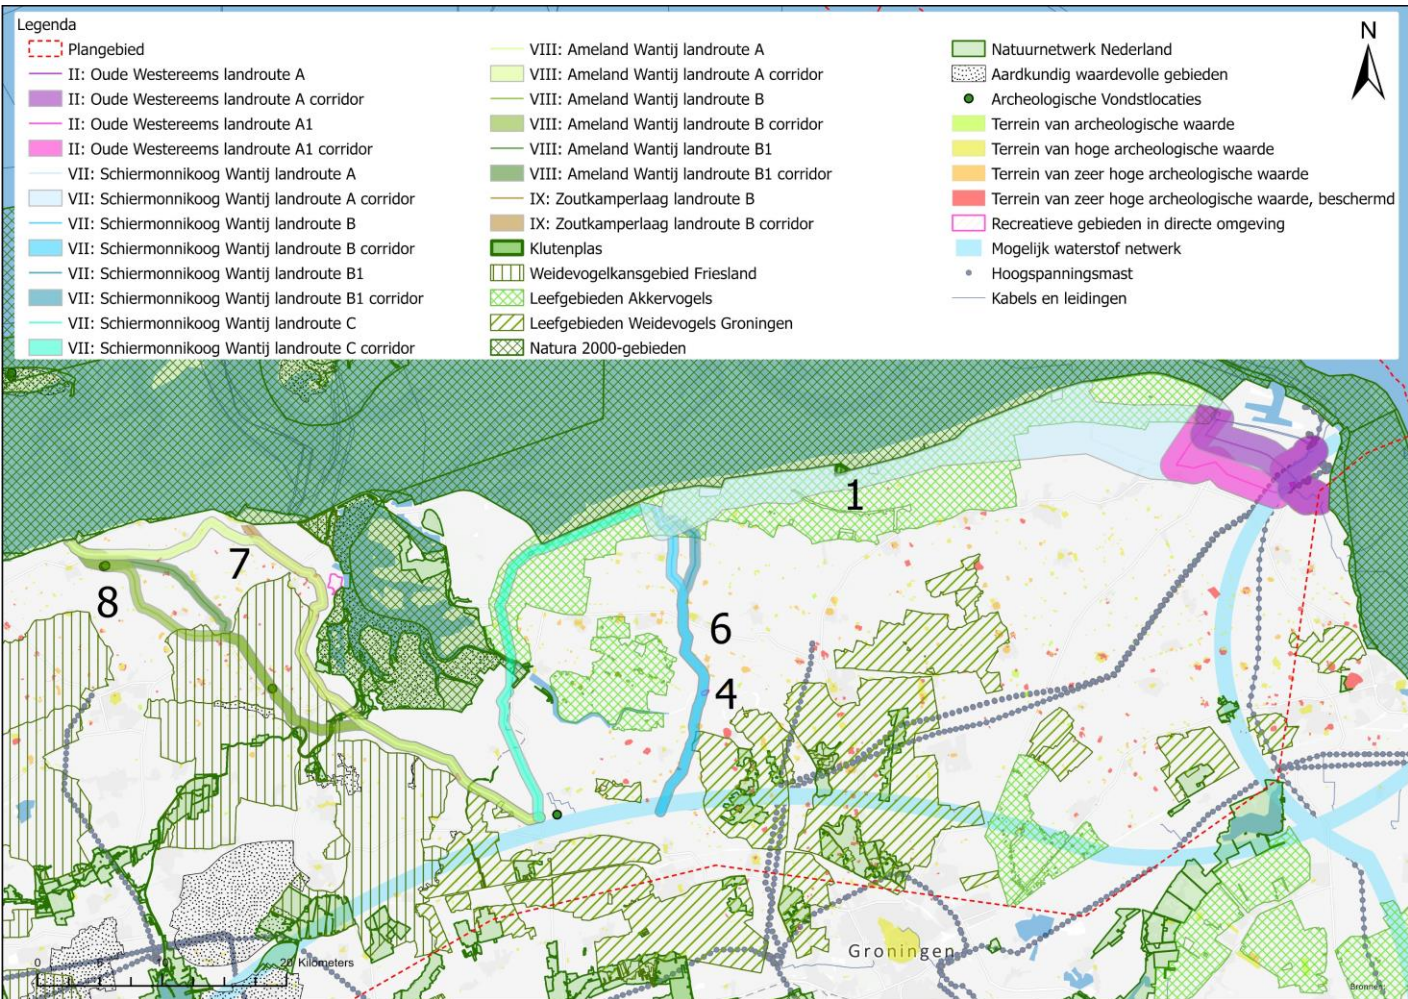 Legenda
Plangebied
II: Oude Westereems landroute A
II: Oude Westereems landroute A corridor
II: Oude Westereems landroute A1
II: Oude Westereems landroute A1 corridor
VII: Schiermonnikoog Wantij landroute A
VII: Schiermonnikoog Wantij landroute A corridor
VII: Schiermonnikoog Wantij landroute B
VII: Schiermonnikoog Wantij landroute B corridor
VII: Schiermonnikoog Wantij landroute B1
VII: Schiermonnikoog Wantij landroute B1 corridor
VII: Schiermonnikoog Wantij landroute C
VII: Schiermonnikoog Wantij landroute C corridor
VIII: Ameland Wantij landroute A
VIII: Ameland Wantij landroute A corridor
VIII: Ameland Wantij landroute B
VIII: Ameland Wantij landroute B corridor
VIII: Ameland Wantij landroute B1
VIII: Ameland Wantij landroute B1 corridor
IX: Zoutkamperlaag landroute B
IX: Zoutkamperlaag landroute B corridor
Klutenplas
Weidevogelkansgebied Friesland
Leefgebieden Akkervogels
Leefgebieden Weidevogels Groningen
Natura 2000-gebieden
Natuurnetwerk Nederland
Aardkundig waardevolle gebieden
Archeologische Vondstlocaties
Terrein van archeologische waarde
Terrein van hoge archeologische waarde
Terrein van zeer hoge archeologische waarde
Terrein van zeer hoge archeologische waarde, beschermd
Recreatieve gebieden in directe omgeving
Mogelijk waterstof netwerk
Hoogspanningsmast
Kabels en leidingen
N
1
7
8
6
4
Groningen
0 5 10 20 Kilometers